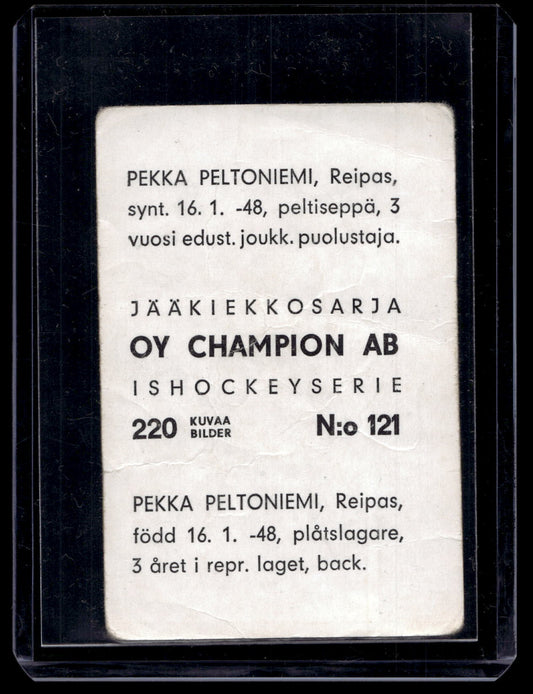 PEKKA PELTONIEMI, Reipas,
synt. 16. 1. -48, peltiseppä, 3
vuosi edust. joukk. puolustaja.
JÄÄKIEKKOSARJA
OY CHAMPION AB
ISHOCKEYSERIE
220 KUVAA BILDER N:o 121
PEKKA PELTONIEMI, Reipas,
född 16. 1. -48, plåtslagare,
3 året i repr. laget, back.